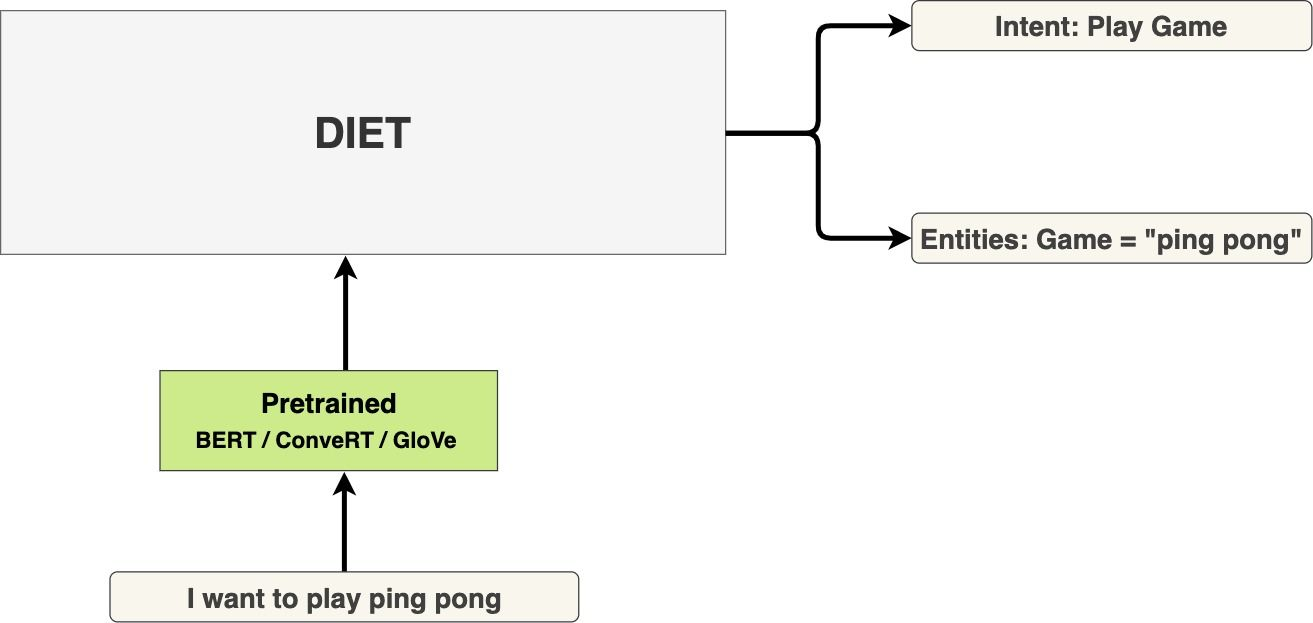 Intent: Play Game
DIET
Entities: Game = "ping pong"
Pretrained
BERT / ConveRT / GloVe
I want to play ping pong